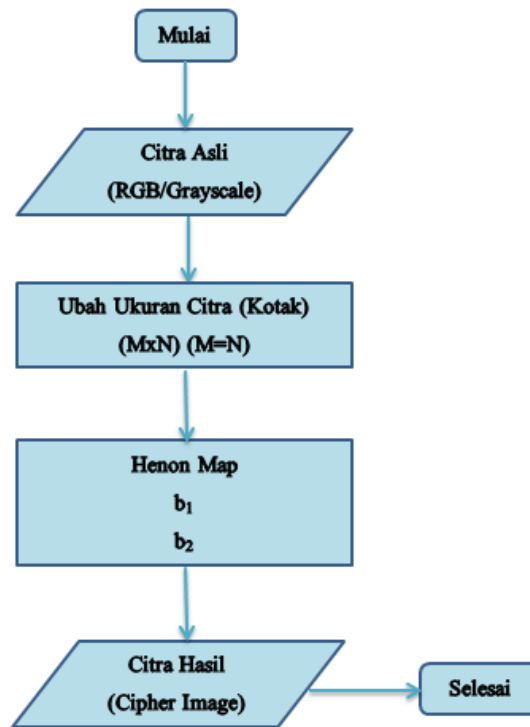 Mulai
Citra Asli
(RGB/Grayscale)
Ubah Ukuran Citra (Kotak)
(MxN) (M=N)
Henon Map
b₁
b₂
Citra Hasil
(Cipher Image)
Selesai